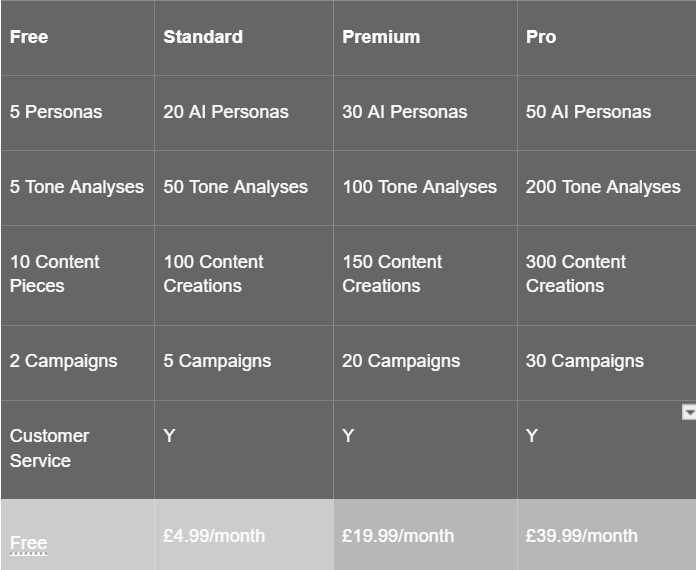 Free Standard Premium Pro
5 Personas 20 AI Personas 30 AI Personas 50 AI Personas
5 Tone Analyses 50 Tone Analyses 100 Tone Analyses 200 Tone Analyses
10 Content 100 Content 150 Content 300 Content
Pieces Creations Creations Creations
2 Campaigns 5 Campaigns 20 Campaigns 30 Campaigns
Customer Y Y Y
Service
Free £4.99/month £19.99/month £39.99/month